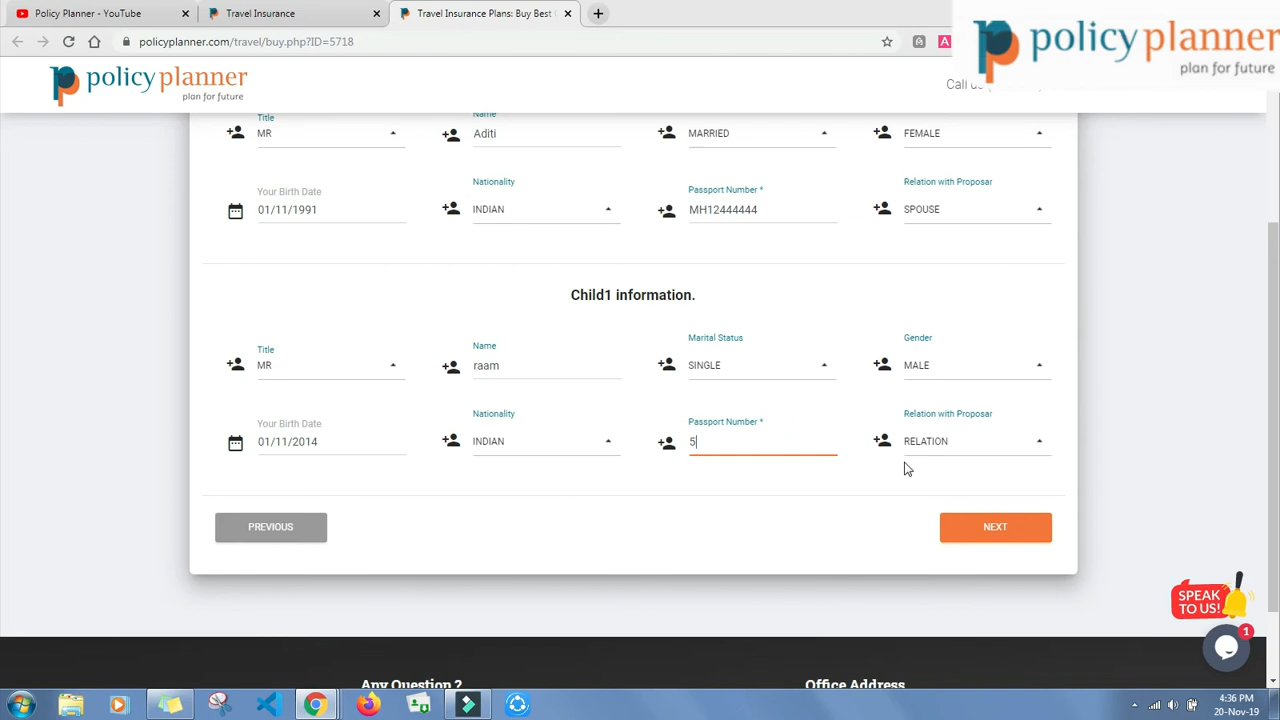 Policy Planner - YouTube
Travel Insurance
Travel Insurance Plans: Buy Best
policyplanner.com/travel/buy.php?ID=5718
policyplanner
plan for future
policyplanner
plan for future
Call us
Title
MR
Name
Aditi
MARRIED
FEMALE
Your Birth Date
01/11/1991
Nationality
INDIAN
Passport Number *
MH12444444
Relation with Proposar
SPOUSE
Child1 information.
Title
MR
Name
raam
Marital Status
SINGLE
Gender
MALE
Your Birth Date
01/11/2014
Nationality
INDIAN
Passport Number *
5
Relation with Proposar
RELATION
PREVIOUS
NEXT
SPEAK
TO US!
1
Any Question ?
Office Address
4:36 PM
20-Nov-19